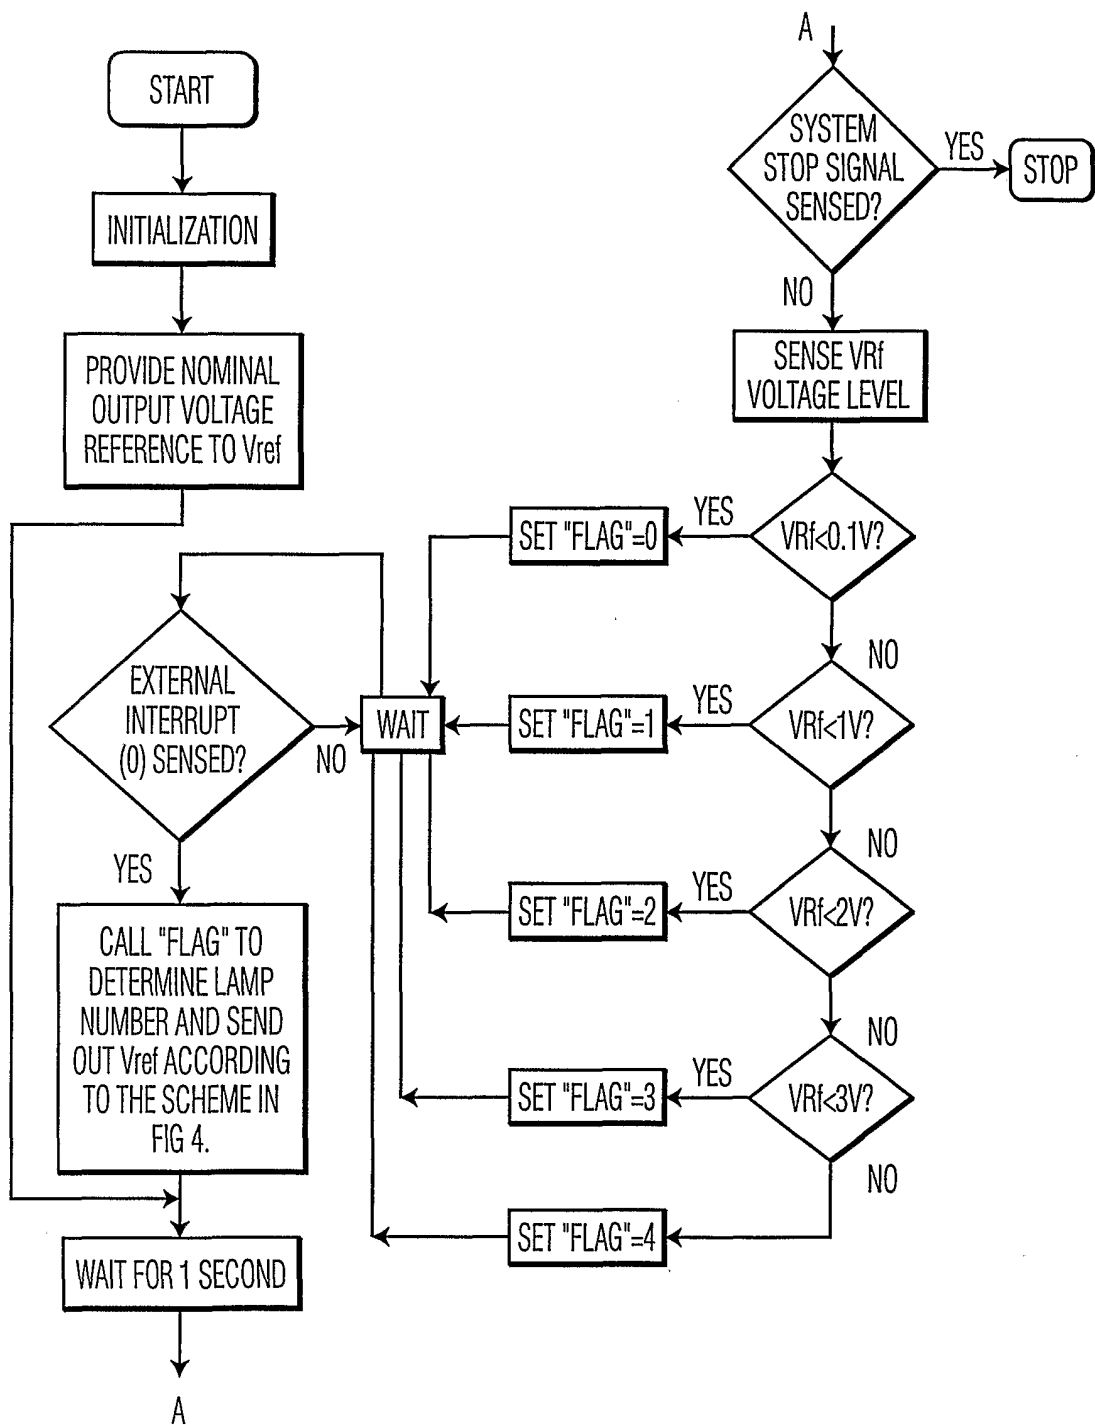 START
INITIALIZATION
PROVIDE NOMINAL
OUTPUT VOLTAGE
REFERENCE TO Vref
EXTERNAL
INTERRUPT
(0) SENSED?
NO
WAIT
YES
CALL "FLAG" TO
DETERMINE LAMP
NUMBER AND SEND
OUT Vref ACCORDING
TO THE SCHEME IN
FIG 4.
WAIT FOR 1 SECOND
A
A
SYSTEM
STOP SIGNAL
SENSED?
YES
STOP
NO
SENSE VRf
VOLTAGE LEVEL
VRf<0.1V?
YES
SET "FLAG"=0
NO
VRf<1V?
YES
SET "FLAG"=1
NO
VRf<2V?
YES
SET "FLAG"=2
NO
VRf<3V?
YES
SET "FLAG"=3
NO
SET "FLAG"=4